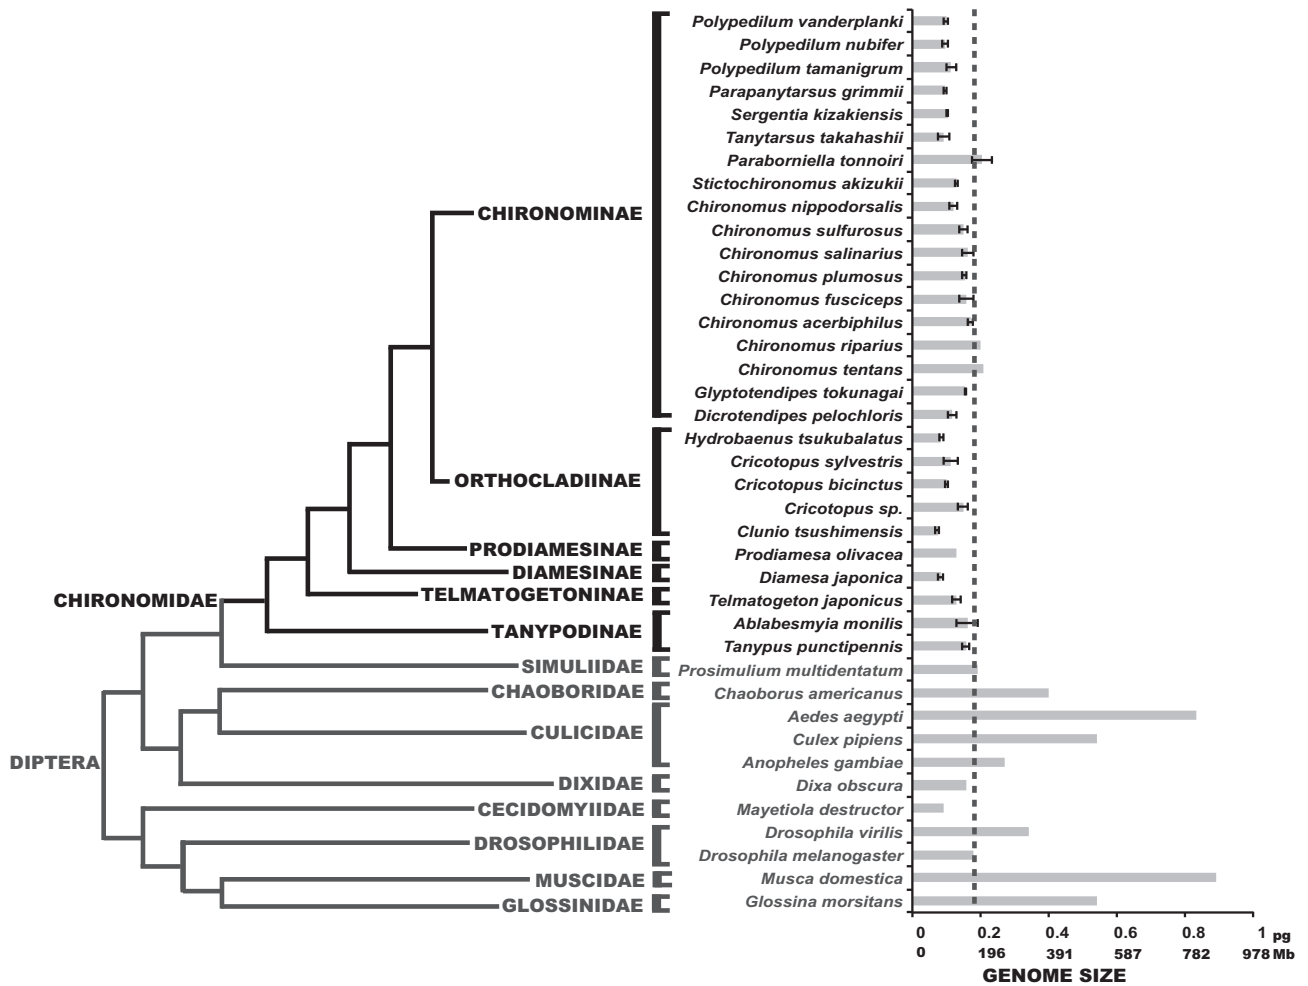 Polypedilum vanderplanki
Polypedilum nubifer
Polypedilum tamanigrum
Parapanytarsus grimmii
Sergentia kizakiensis
Tanytarsus takahashii
Paraborniella tonnoiri
Stictochironomus akizukii
Chironomus nippodorsalis
Chironomus sulfurosus
Chironomus salinarius
Chironomus plumosus
Chironomus fusciceps
Chironomus acerbiphilus
Chironomus riparius
Chironomus tentans
Glyptotendipes tokunagai
Dicrotendipes pelochloris
Hydrobaenus tsukubalatus
Cricotopus sylvestris
Cricotopus bicinctus
Cricotopus sp.
Clunio tsushimensis
Prodiamesa olivacea
Diamesa japonica
Telmatogeton japonicus
Ablabesmyia monilis
Tanypus punctipennis
Prosimulium multidentatum
Chaoborus americanus
Aedes aegypti
Culex pipiens
Anopheles gambiae
Dixa obscura
Mayetiola destructor
Drosophila virilis
Drosophila melanogaster
Musca domestica
Glossina morsitans
CHIRONOMINAE
ORTHOCLADIINAE
PRODIAMESINAE
DIAMESINAE
TELMATOGETONINAE
CHIRONOMIDAE
TANYPODINAE
SIMULIIDAE
CHAOBORIDAE
CULICIDAE
DIPTERA
DIXIDAE
CECIDOMYIIDAE
DROSOPHILIDAE
MUSCIDAE
GLOSSINIDAE
0 0.2 0.4 0.6 0.8 1 pg
0 196 391 587 782 978 Mb
GENOME SIZE